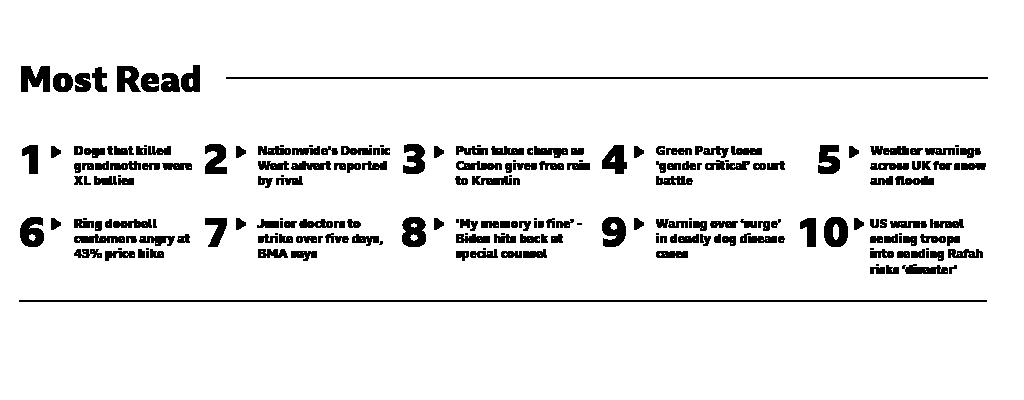 Most Read
1
Dogs that killed
grandmothers were
XL bullies
2
Nationwide's Dominic
West advert reported
by rival
3
Putin takes charge as
Carlson gives free rein
to Kremlin
4
Green Party loses
'gender critical' court
battle
5
Weather warnings
across UK for snow
and floods
6
Ring doorbell
customers angry at
43% price hike
7
Junior doctors to
strike over five days,
BMA says
8
'My memory is fine' -
Biden hits back at
special counsel
9
Warning over 'surge'
in deadly dog disease
cases
10
US warns Israel
sending troops
into sending Rafah
risks 'disaster'